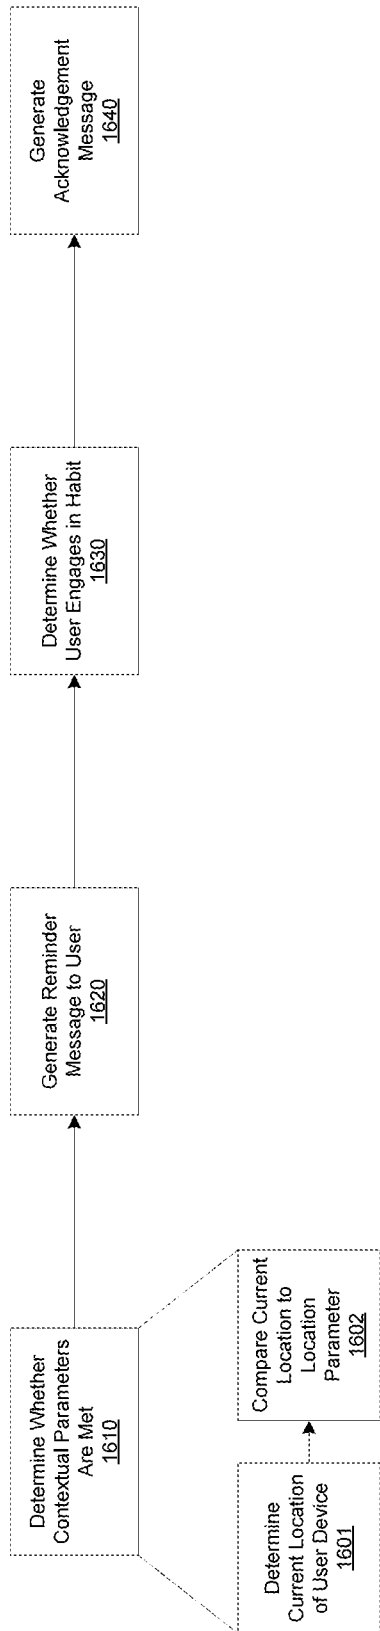 Determine Whether
Contextual Parameters
Are Met
1610
Generate Reminder
Message to User
1620
Determine Whether
User Engages in Habit
1630
Generate
Acknowledgement
Message
1640
Determine
Current Location
of User Device
1601
Compare Current
Location to
Location
Parameter
1602